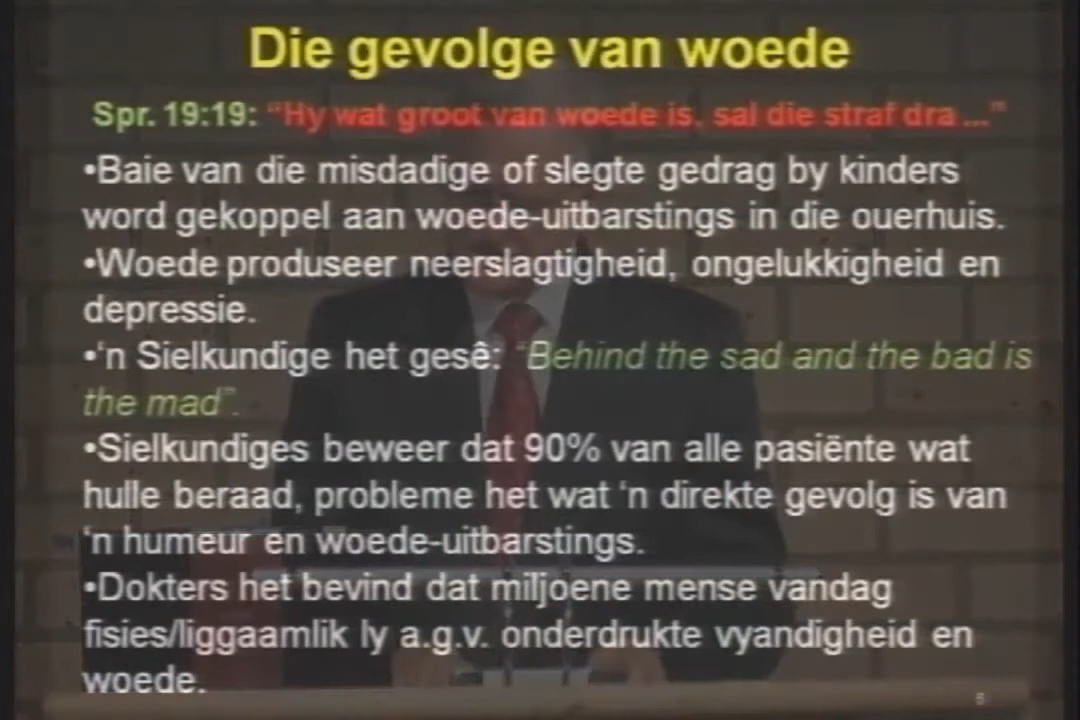 Die gevolge van woede
Spr. 19:19: "Hy wat groot van woede is, sal die straf dra ..."
•Baie van die misdadige of slegte gedrag by kinders
word gekoppel aan woede-uitbarstings in die ouerhuis.
•Woede produseer neerslagtigheid, ongelukkigheid en
depressie.
•‘n Sielkundige het gesê: “Behind the sad and the bad is
the mad”.
•Sielkundiges beweer dat 90% van alle pasiënte wat
hulle beraad, probleme het wat ‘n direkte gevolg is van
‘n humeur en woede-uitbarstings.
•Dokters het bevind dat miljoene mense vandag
fisies/liggaamlik ly a.g.v. onderdrukte vyandigheid en
woede.